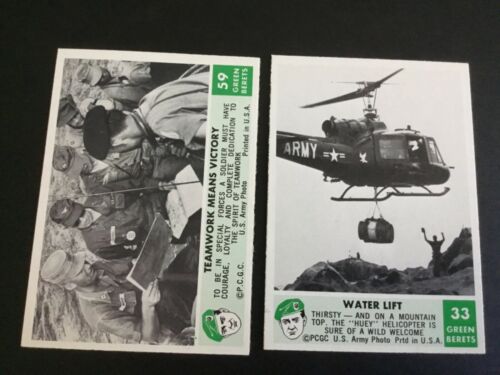 59
GREEN
BERETS
TEAMWORK MEANS VICTORY
TO BE IN SPECIAL FORCES A SOLDIER MUST HAVE
COURAGE, LOYALTY AND COMPLETE DEDICATION TO
THE SPIRIT OF TEAMWORK
©P.C.G.C. U.S. Army Photo Printed in U.S.A.
ARMY
WATER LIFT
THIRSTY — AND ON A MOUNTAIN
TOP. THE "HUEY" HELICOPTER IS
SURE OF A WILD WELCOME
©PCGC U.S. Army Photo Prtd in U.S.A.
33
GREEN
BERETS